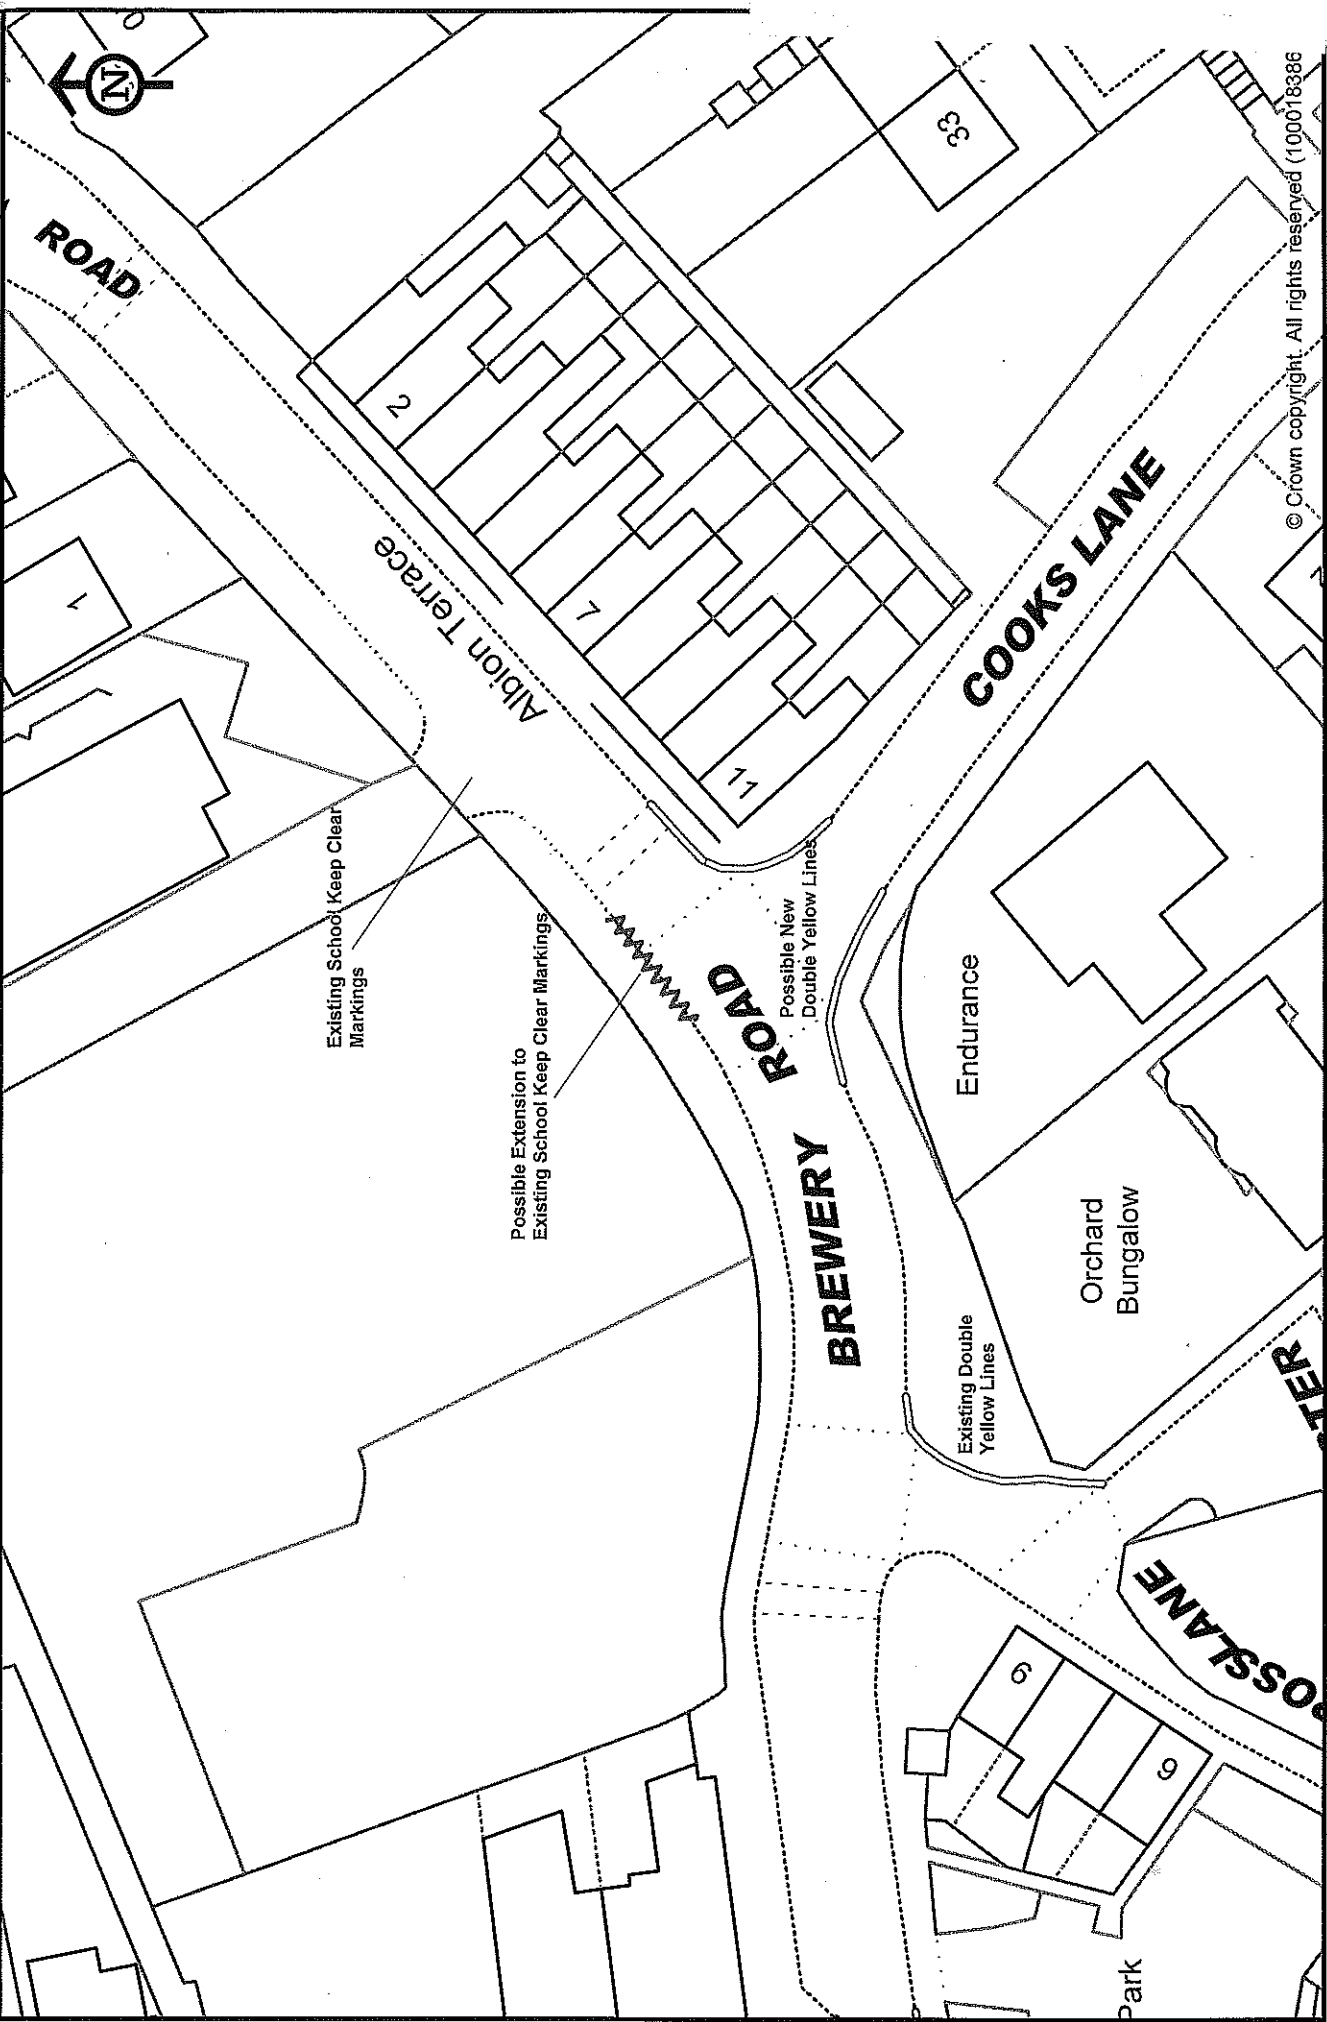 N
ROAD
0
33
2
7
11
1
Albion Terrace
COOKS LANE
Existing School Keep Clear
Markings
Possible Extension to
Existing School Keep Clear Markings
Possible New
Double Yellow Lines
BREWERY ROAD
Endurance
Orchard
Bungalow
Existing Double
Yellow Lines
6
9
Park
© Crown copyright. All rights reserved (100018386